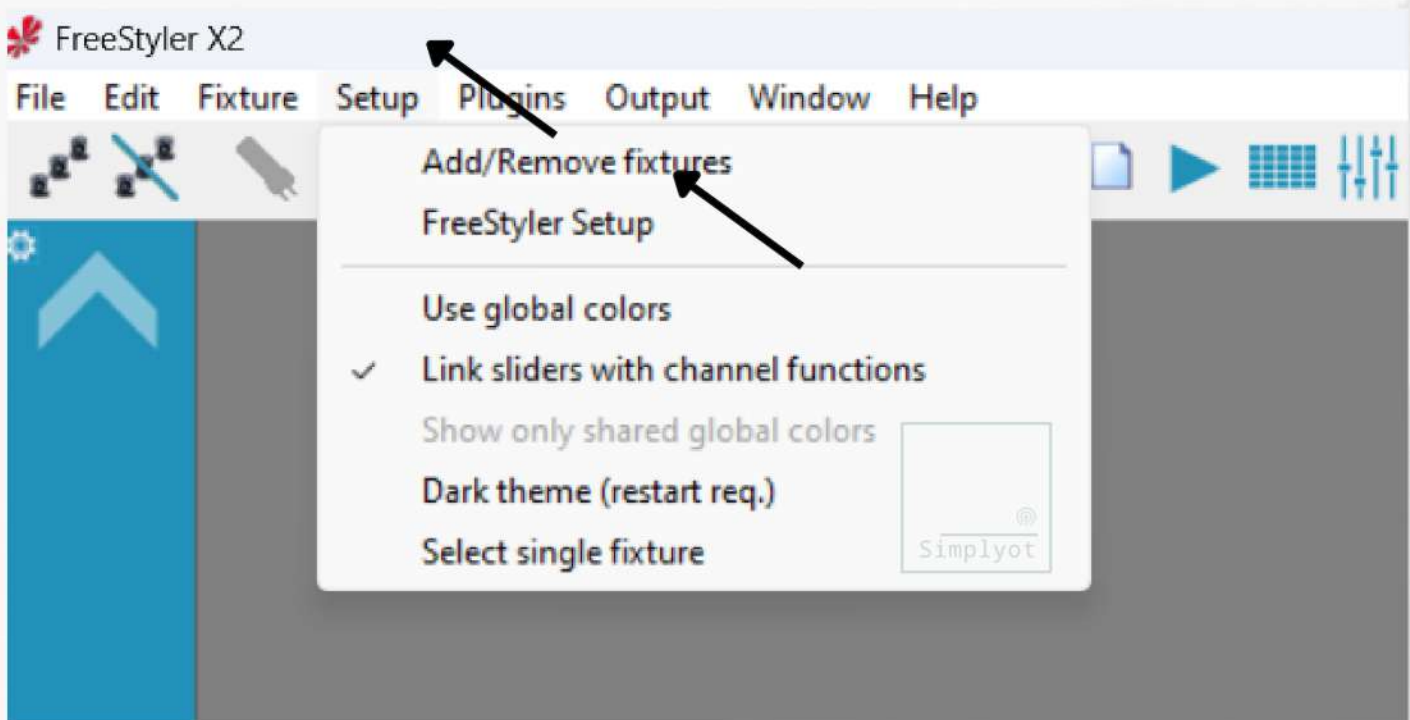 FreeStyler X2
File Edit Fixture Setup Plugins Output Window Help
Add/Remove fixtures
FreeStyler Setup
Use global colors
Link sliders with channel functions
Show only shared global colors
Dark theme (restart req.)
Select single fixture
Simplyot